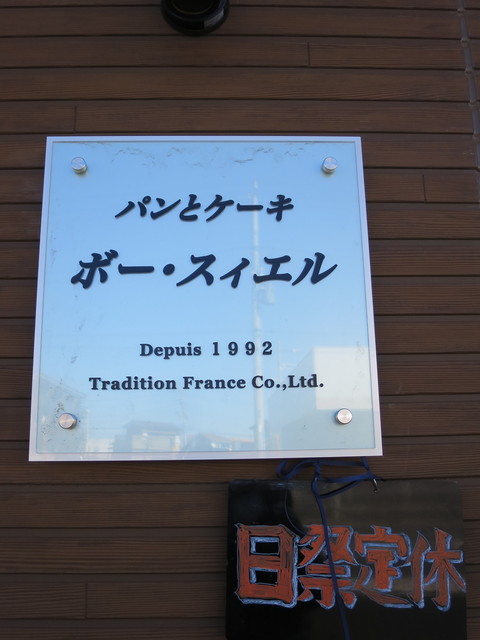 パンとケーキ
ボー・スィエル
Depuis 1992
Tradition France Co.,Ltd.
日祭定休